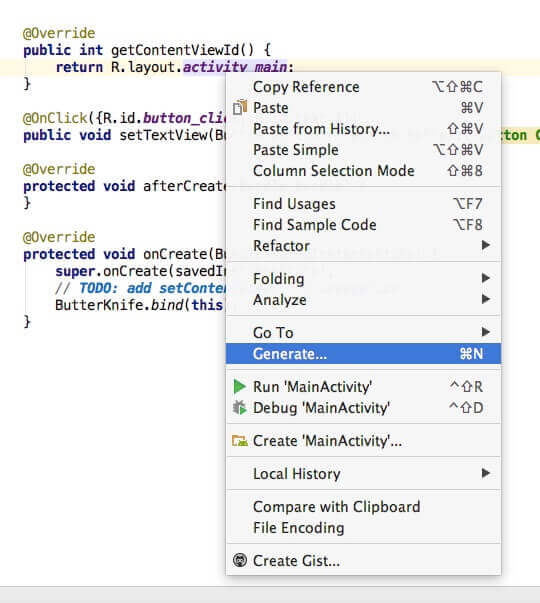 @Override
public int getContentViewId() {
return R.layout.activity_main;
}
@OnClick({R.id.button_clic
public void setTextView(Bu
tton C
@Override
protected void afterCreate
}
@Override
protected void onCreate(Bu
super.onCreate(savedIn
// TODO: add setConte
ButterKnife.bind(this
}
Copy Reference ⌥⇧⌘C
Paste ⌘V
Paste from History... ⇧⌘V
Paste Simple ⌥⇧⌘V
Column Selection Mode ⇧⌘8
Find Usages ⌥F7
Find Sample Code ⌥F8
Refactor
Folding
Analyze
Go To
Generate... ⌘N
Run 'MainActivity' ^⇧R
Debug 'MainActivity' ^⇧D
Create 'MainActivity'...
Local History
Compare with Clipboard
File Encoding
Create Gist...